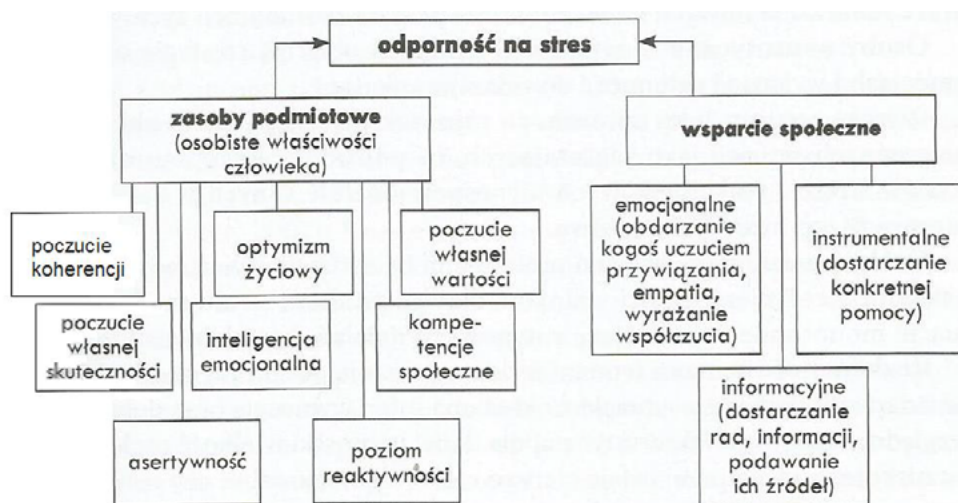 odporność na stres
zasoby podmiotowe
(osobiste właściwości
człowieka)
wsparcie społeczne
poczucie
koherencji
optymizm
życiowy
poczucie
własnej
wartości
poczucie
własnej
skuteczności
inteligencja
emocjonalna
kompe-
tencje
społeczne
asertywność
poziom
reaktywności
emocjonalne
(obdarzanie
kogoś uczuciem
przywiązania,
empatia,
wyrażanie
współczucia)
instrumentalne
(dostarczanie
konkretnej
pomocy)
informacyjne
(dostarczanie
rad, informacji,
podawanie
ich źródeł)